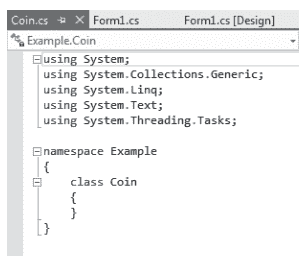 Coin.cs Form1.cs Form1.cs [Design]
Example.Coin
using System;
using System.Collections.Generic;
using System.Linq;
using System.Text;
using System.Threading.Tasks;
namespace Example
{
class Coin
{
}
}